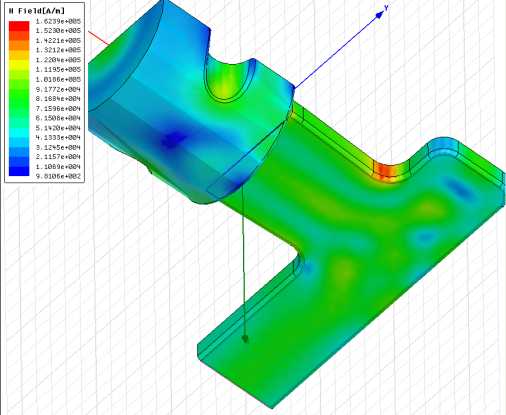 H Field[A/m]
1.6239e+005
1.5230e+005
1.4221e+005
1.3212e+005
1.2204e+005
1.1195e+005
1.0186e+005
9.1772e+004
8.1684e+004
7.1596e+004
6.1508e+004
5.1420e+004
4.1333e+004
3.1245e+004
2.1157e+004
1.1069e+004
9.8106e+002
Y